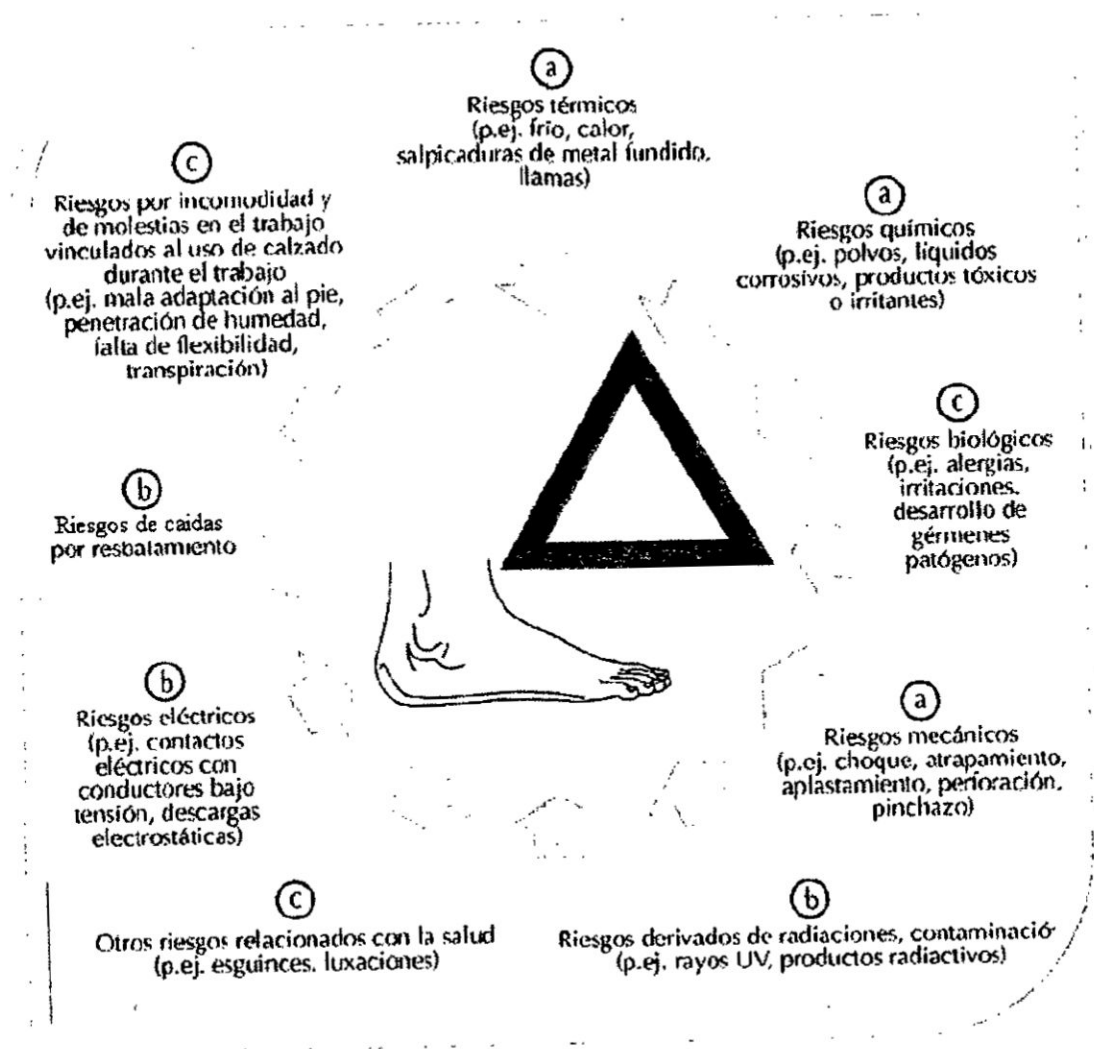 a
Riesgos térmicos
(p.ej. frío, calor,
salpicaduras de metal fundido,
llamas)
c
Riesgos por incomodidad y
de molestias en el trabajo
vinculados al uso de calzado
durante el trabajo
(p.ej. mala adaptación al pie,
penetración de humedad,
falta de flexibilidad,
transpiración)
a
Riesgos químicos
(p.ej. polvos, líquidos
corrosivos, productos tóxicos
o irritantes)
c
Riesgos biológicos
(p.ej. alergias,
irritaciones.
desarrollo de
gérmenes
patógenos)
b
Riesgos de caidas
por resbalamiento
b
Riesgos eléctricos
(p.ej. contactos
eléctricos con
conductores bajo
tensión, descargas
electrostáticas)
a
Riesgos mecánicos
(p.ej. choque, atrapamiento,
aplastamiento, perforación,
pinchazo)
c
Otros riesgos relacionados con la salud
(p.ej. esguinces. luxaciones)
b
Riesgos derivados de radiaciones, contaminació
(p.ej. rayos UV, productos radiactivos)